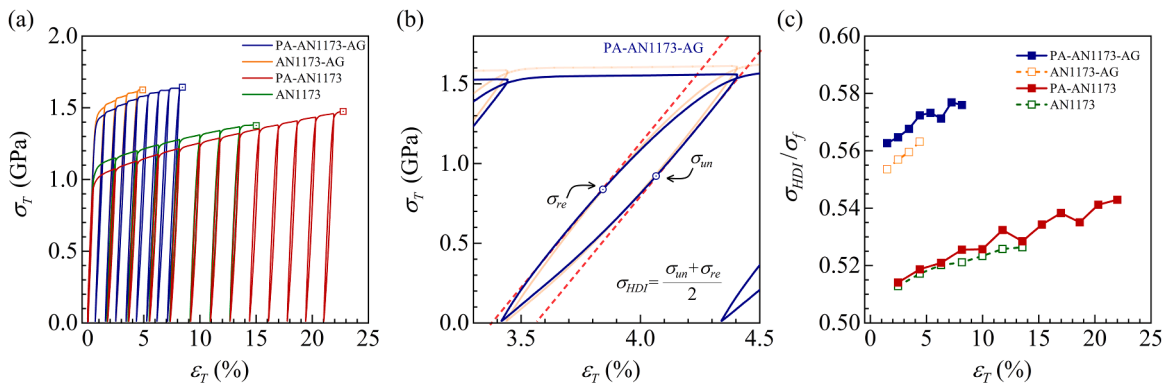 (a)
2.0
1.5
1.0
0.5
0.0
σT (GPa)
PA-AN1173-AG
AN1173-AG
PA-AN1173
AN1173
0 5 10 15 20 25
εT (%)
(b)
PA-AN1173-AG
1.5
1.0
0.5
0.0
σT (GPa)
σre
σun
σHDI=σun+σre
2
3.5 4.0 4.5
εT (%)
(c)
0.60
0.58
0.56
0.54
0.52
0.50
σHDI/σf
PA-AN1173-AG
AN1173-AG
PA-AN1173
AN1173
0 5 10 15 20 25
εT (%)